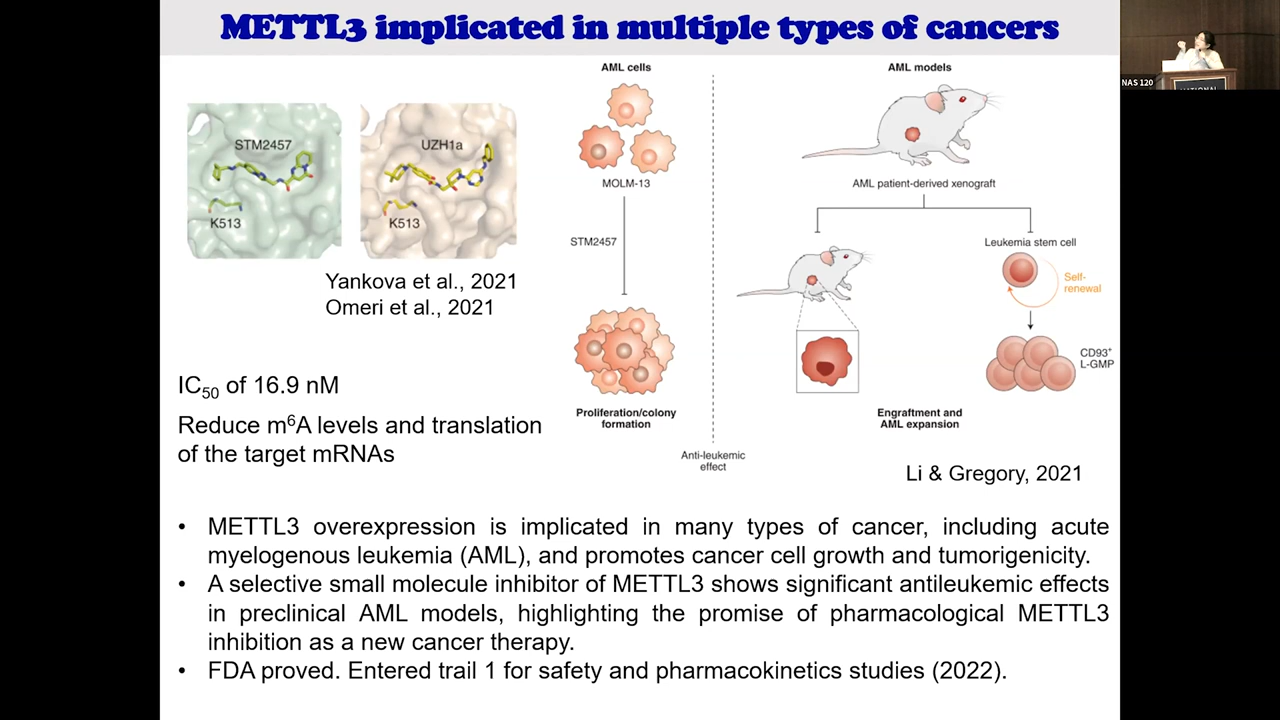 METTL3 implicated in multiple types of cancers
NAS 120
NATIONAL
STM2457
K513
UZH1a
K513
Yankova et al., 2021
Omeri et al., 2021
IC50 of 16.9 nM
Reduce m6A levels and translation
of the target mRNAs
AML cells
MOLM-13
STM2457
Proliferation/colony
formation
Anti-leukemic
effect
AML models
AML patient-derived xenograft
Leukemia stem cell
Self-
renewal
CD93+
L-GMP
Engraftment and
AML expansion
Li & Gregory, 2021
• METTL3 overexpression is implicated in many types of cancer, including acute
myelogenous leukemia (AML), and promotes cancer cell growth and tumorigenicity.
• A selective small molecule inhibitor of METTL3 shows significant antileukemic effects
in preclinical AML models, highlighting the promise of pharmacological METTL3
inhibition as a new cancer therapy.
• FDA proved. Entered trail 1 for safety and pharmacokinetics studies (2022).